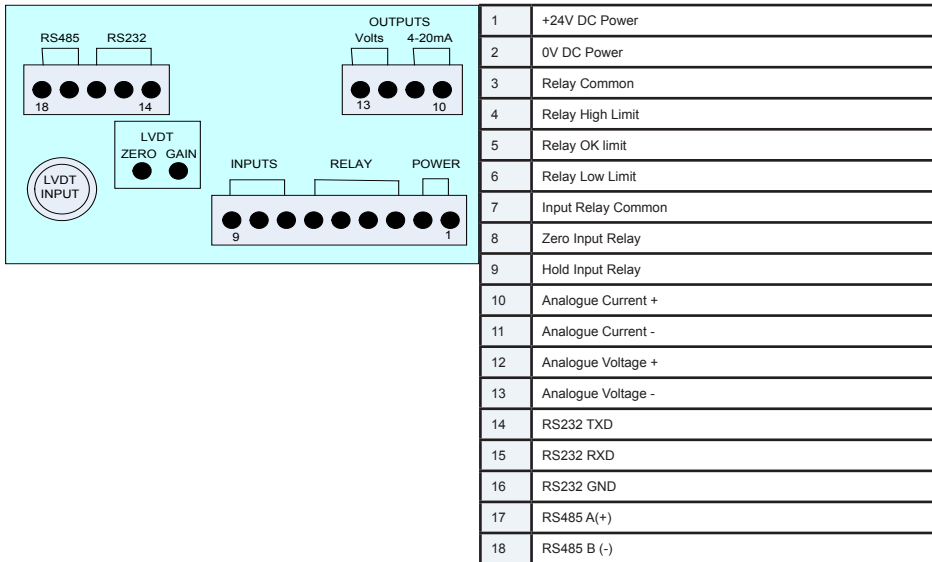 OUTPUTS
RS485 RS232
Volts 4-20mA
18 14
13 10
LVDT
ZERO GAIN
LVDT
INPUT
INPUTS RELAY POWER
9 1
1 +24V DC Power
2 0V DC Power
3 Relay Common
4 Relay High Limit
5 Relay OK limit
6 Relay Low Limit
7 Input Relay Common
8 Zero Input Relay
9 Hold Input Relay
10 Analogue Current +
11 Analogue Current -
12 Analogue Voltage +
13 Analogue Voltage -
14 RS232 TXD
15 RS232 RXD
16 RS232 GND
17 RS485 A(+)
18 RS485 B (-)